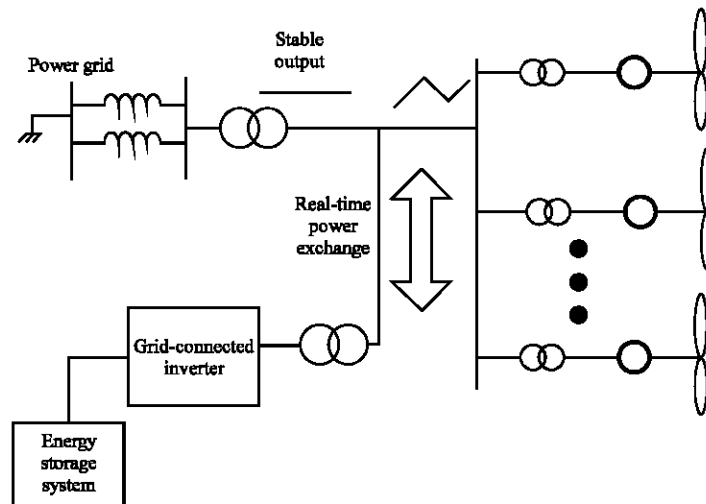 Stable
output
Power grid
Real-time
power
exchange
Grid-connected
inverter
Energy
storage
system